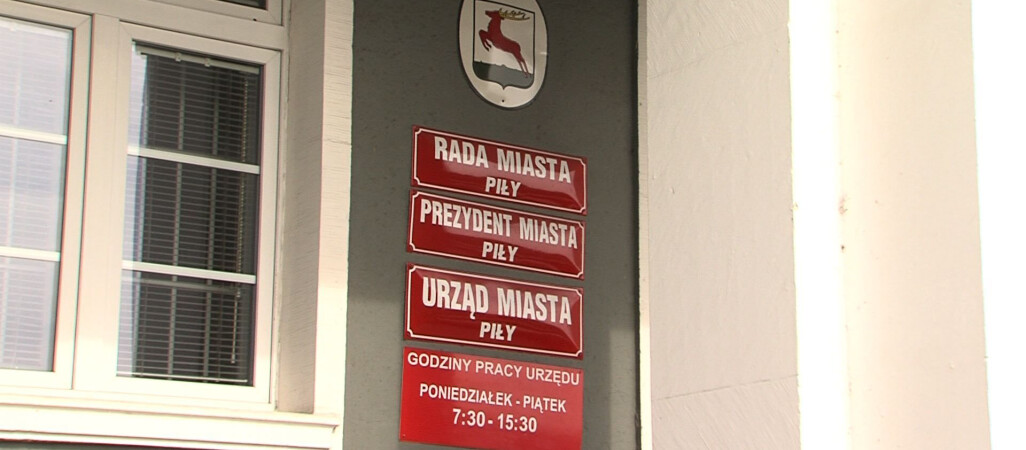 RADA MIASTA
PIŁY
PREZYDENT MIASTA
PIŁY
URZĄD MIASTA
PIŁY
GODZINY PRACY URZĘDU
PONIEDZIAŁEK - PIĄTEK
7:30 - 15:30